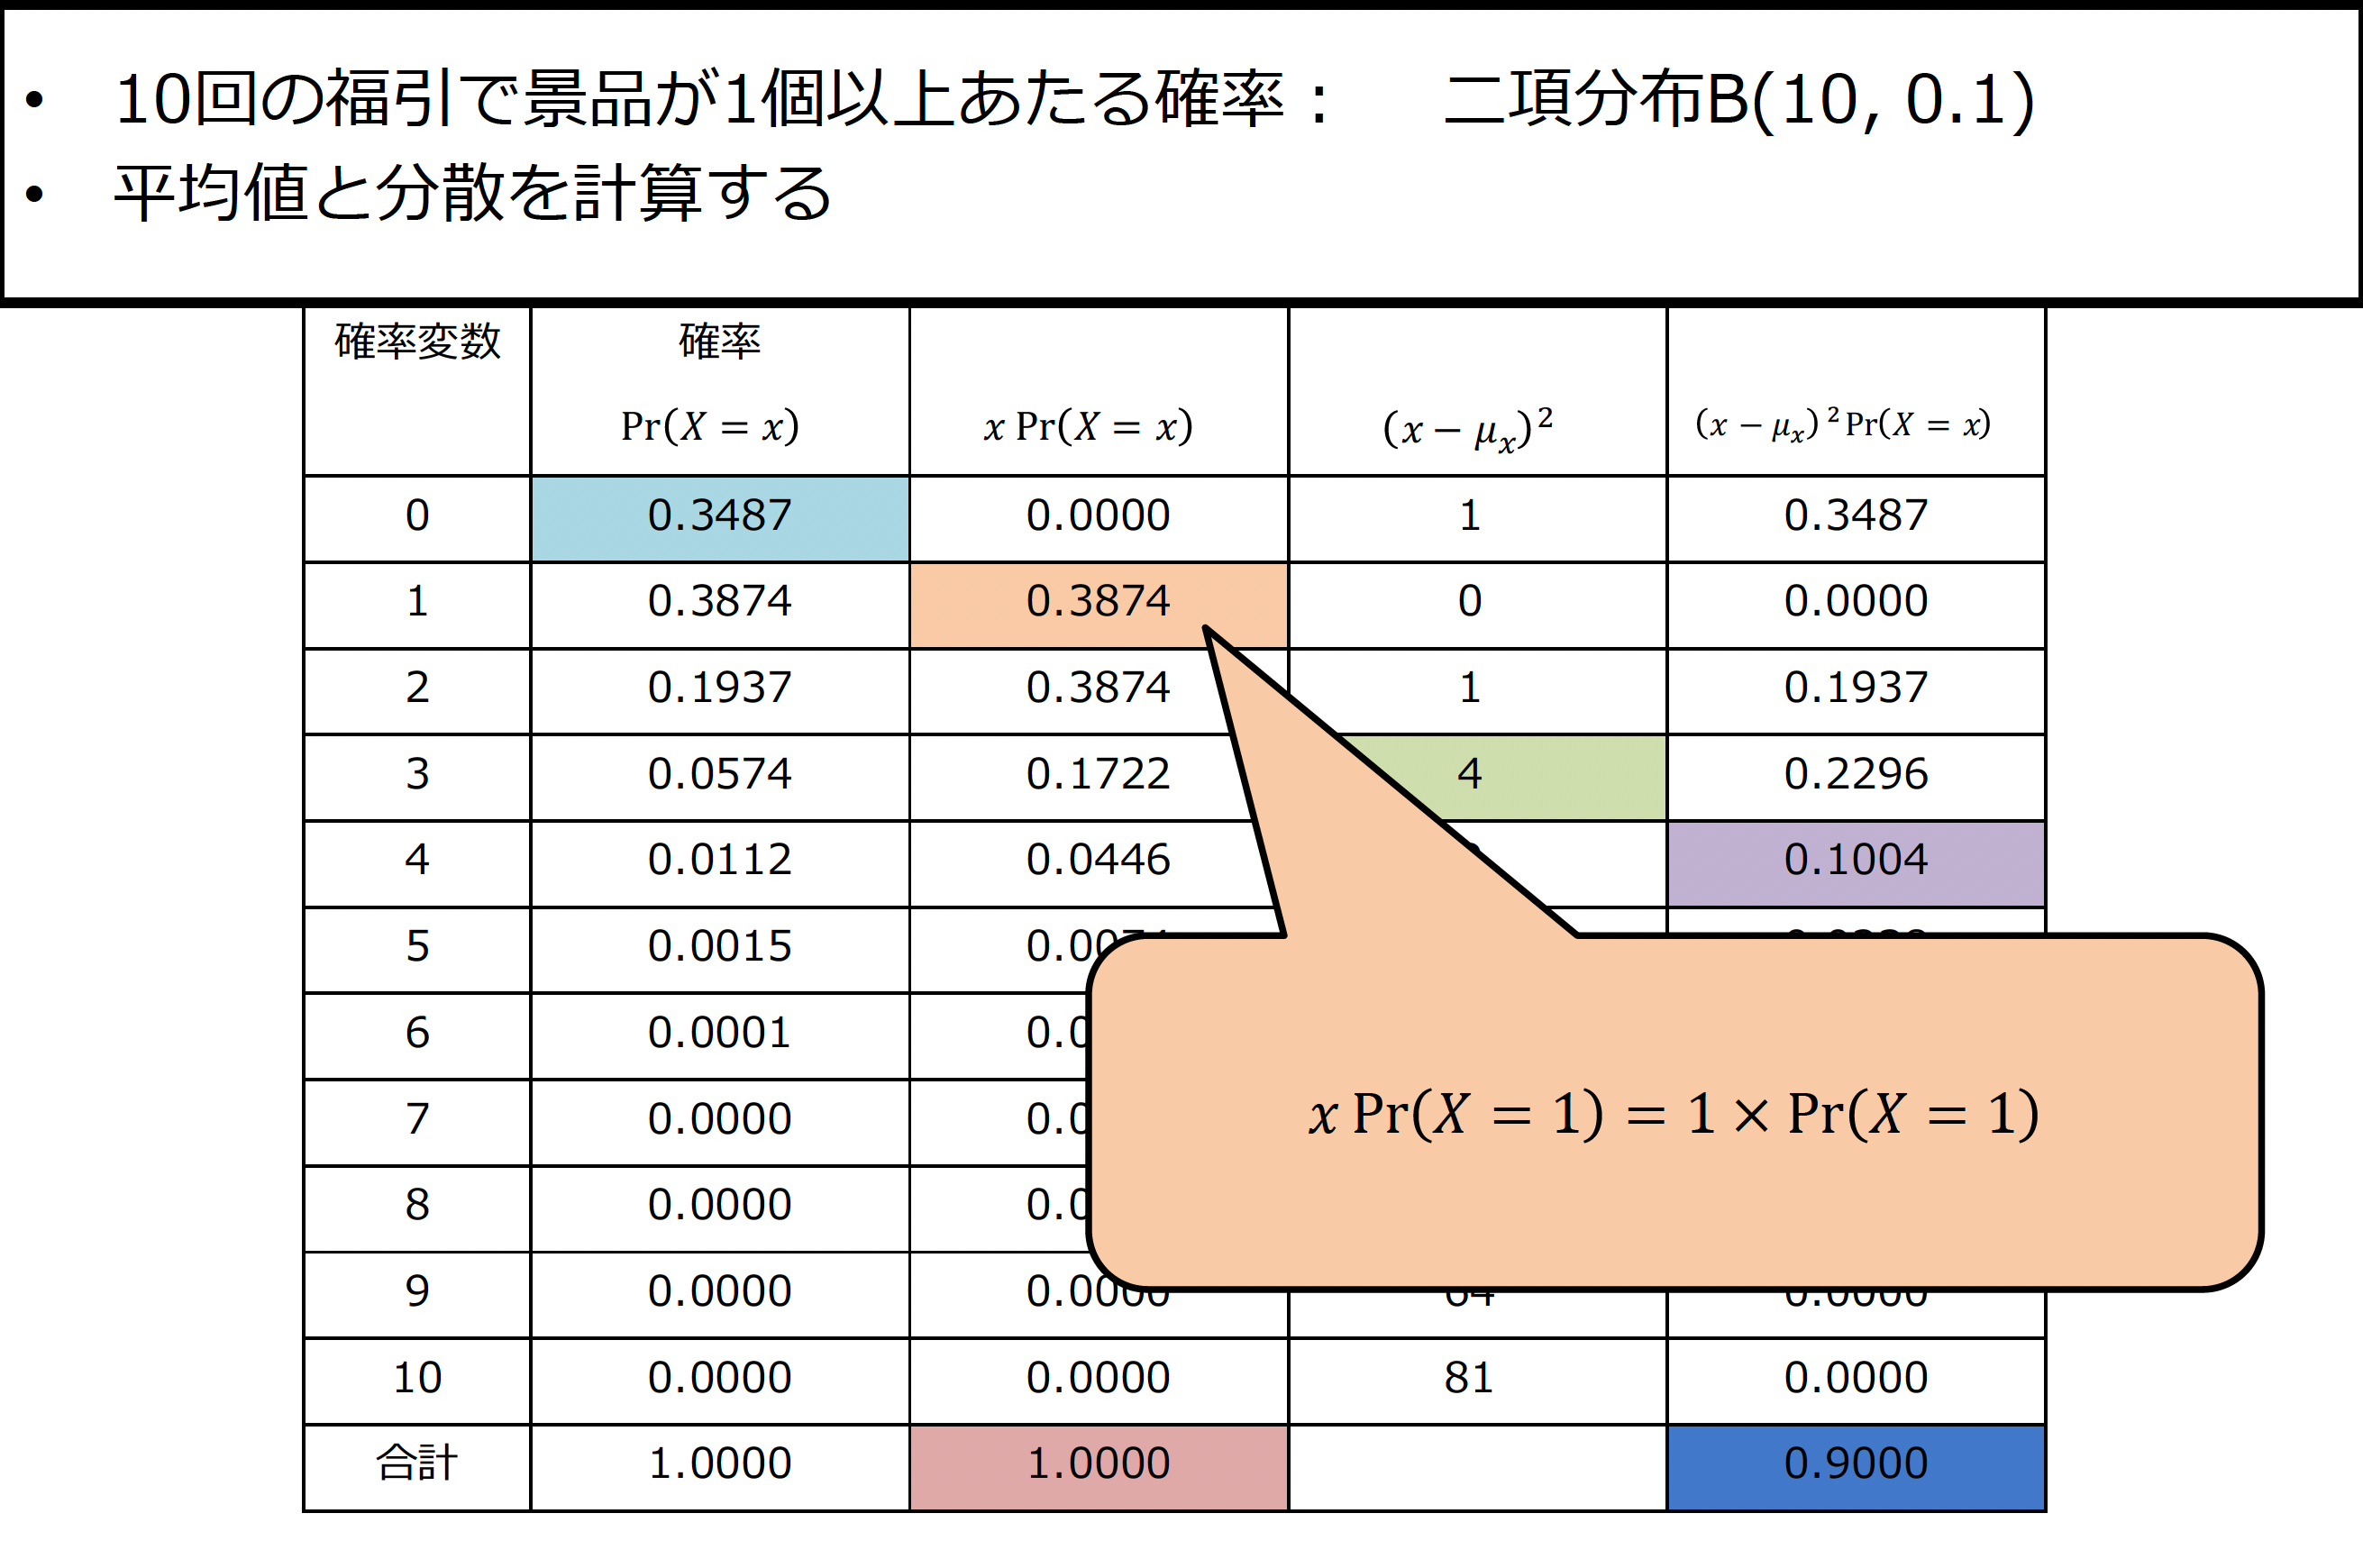 • 10回の福引で景品が1個以上あたる確率： 二項分布B(10, 0.1)
• 平均値と分散を計算する
確率変数 確率
Pr(X = x) x Pr(X = x) (x − μx)² (x − μx)² Pr(X = x)
0 0.3487 0.0000 1 0.3487
1 0.3874 0.3874 0 0.0000
2 0.1937 0.3874 1 0.1937
3 0.0574 0.1722 4 0.2296
4 0.0112 0.0446 0.1004
5 0.0015
6 0.0001
7 0.0000
8 0.0000
x Pr(X = 1) = 1 × Pr(X = 1)
9 0.0000 0.0000 64 0.0000
10 0.0000 0.0000 81 0.0000
合計 1.0000 1.0000 0.9000